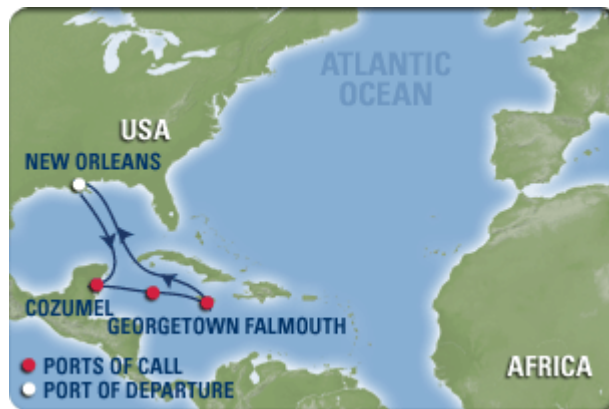 ATLANTIC
OCEAN
USA
NEW ORLEANS
COZUMEL
GEORGETOWN FALMOUTH
PORTS OF CALL
PORT OF DEPARTURE
AFRICA